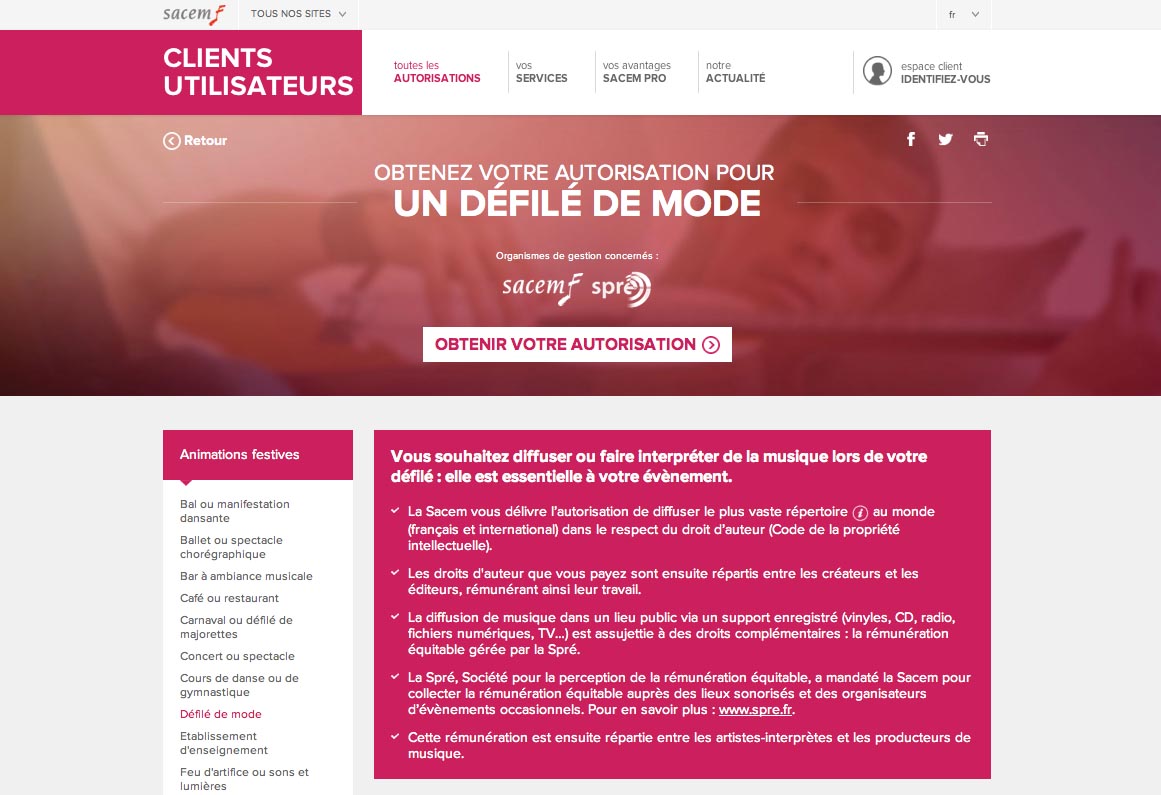 sacem
TOUS NOS SITES
fr
CLIENTS
UTILISATEURS
toutes les
AUTORISATIONS
vos
SERVICES
vos avantages
SACEM PRO
notre
ACTUALITÉ
espace client
IDENTIFIEZ-VOUS
Retour
OBTENEZ VOTRE AUTORISATION POUR
UN DÉFILÉ DE MODE
Organismes de gestion concernés :
sacem spré
OBTENIR VOTRE AUTORISATION
Animations festives
Bal ou manifestation
dansante
Ballet ou spectacle
chorégraphique
Bar à ambiance musicale
Café ou restaurant
Carnaval ou défilé de
majorettes
Concert ou spectacle
Cours de danse ou de
gymnastique
Défilé de mode
Etablissement
d'enseignement
Feu d'artifice ou sons et
lumières
Vous souhaitez diffuser ou faire interpréter de la musique lors de votre
défilé : elle est essentielle à votre évènement.
La Sacem vous délivre l'autorisation de diffuser le plus vaste répertoire i au monde
(français et international) dans le respect du droit d'auteur (Code de la propriété
intellectuelle).
Les droits d'auteur que vous payez sont ensuite répartis entre les créateurs et les
éditeurs, rémunérant ainsi leur travail.
La diffusion de musique dans un lieu public via un support enregistré (vinyles, CD, radio,
fichiers numériques, TV...) est assujettie à des droits complémentaires : la rémunération
équitable gérée par la Spré.
La Spré, Société pour la perception de la rémunération équitable, a mandaté la Sacem pour
collecter la rémunération équitable auprès des lieux sonorisés et des organisateurs
d'évènements occasionnels. Pour en savoir plus : www.spre.fr.
Cette rémunération est ensuite répartie entre les artistes-interprètes et les producteurs de
musique.